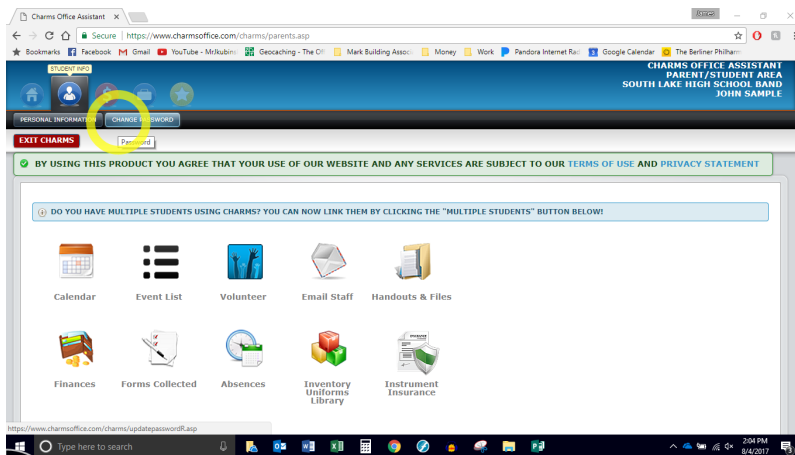 Charms Office Assistant
James
Secure | https://www.charmsoffice.com/charms/parents.asp
Bookmarks Facebook Gmail YouTube - MrJkubino Geocaching - The Off Mark Building Associ Money Work Pandora Internet Rad Google Calendar The Berliner Philharm
STUDENT INFO
CHARMS OFFICE ASSISTANT
PARENT/STUDENT AREA
SOUTH LAKE HIGH SCHOOL BAND
JOHN SAMPLE
PERSONAL INFORMATION CHANGE PASSWORD
EXIT CHARMS
Password
BY USING THIS PRODUCT YOU AGREE THAT YOUR USE OF OUR WEBSITE AND ANY SERVICES ARE SUBJECT TO OUR TERMS OF USE AND PRIVACY STATEMENT
DO YOU HAVE MULTIPLE STUDENTS USING CHARMS? YOU CAN NOW LINK THEM BY CLICKING THE "MULTIPLE STUDENTS" BUTTON BELOW!
Calendar Event List Volunteer Email Staff Handouts & Files
Finances Forms Collected Absences Inventory Uniforms Library Instrument Insurance
https://www.charmsoffice.com/charms/updatepasswordR.asp
Type here to search
2:04 PM
8/4/2017